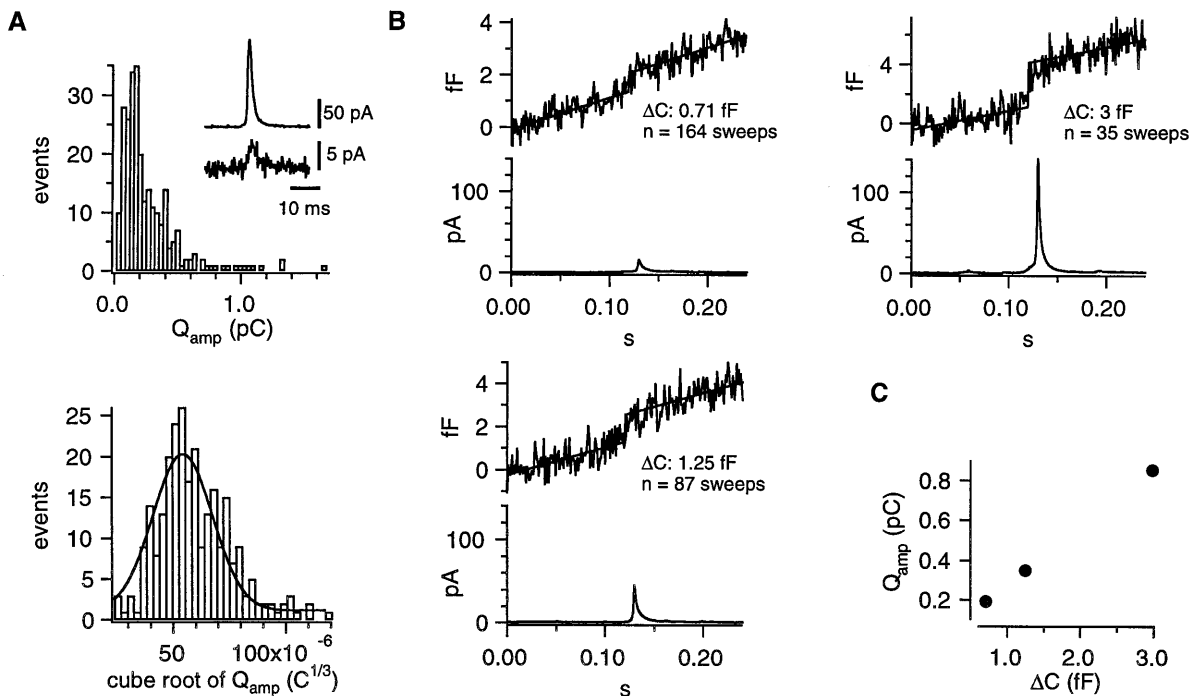 A
30
20
10
0
events
0.0
1.0
Qamp (pC)
50 pA
5 pA
10 ms
25
20
15
10
5
0
events
50
100x10 -6
cube root of Qamp (C1/3)
B
4
2
0
fF
ΔC: 0.71 fF
n = 164 sweeps
100
0
pA
0.00
0.10
0.20
s
4
0
fF
ΔC: 3 fF
n = 35 sweeps
100
0
pA
0.00
0.10
0.20
s
4
2
0
fF
ΔC: 1.25 fF
n = 87 sweeps
100
0
pA
0.00
0.10
0.20
s
C
0.8
0.6
0.4
0.2
Qamp (pC)
1.0
2.0
3.0
ΔC (fF)